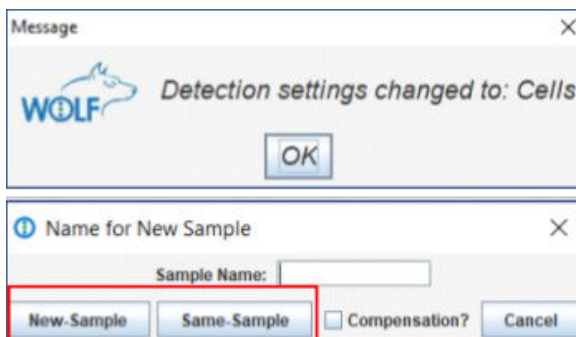 Message
WOLF
Detection settings changed to: Cells
OK
Name for New Sample
Sample Name:
New-Sample Same-Sample Compensation? Cancel